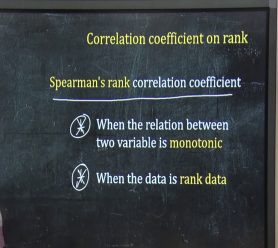 Correlation coefficient on rank
Spearman's rank correlation coefficient
When the relation between
two variable is monotonic
When the data is rank data